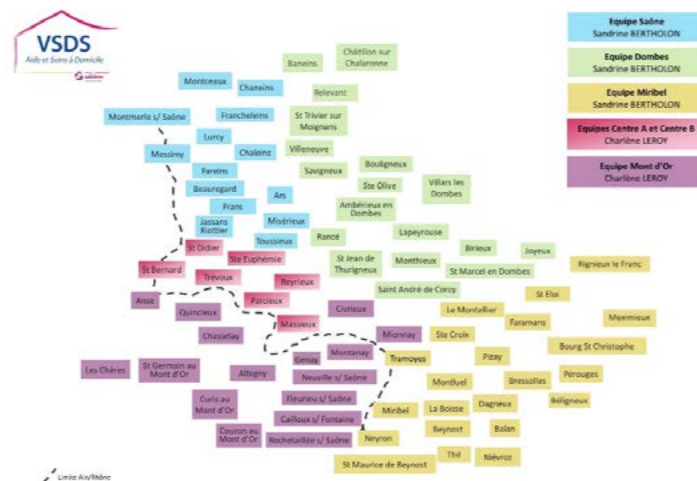 VSDS
Aide et Soins à Domicile
Equipe Saône
Sandrine BERTHOLON
Equipe Dombes
Sandrine BERTHOLON
Equipe Miribel
Sandrine BERTHOLON
Equipes Centre A et Centre B
Charlène LEROY
Equipe Mont d'Or
Charlène LEROY
Baneins
Châtillon sur
Chalaronne
Montceaux
Chaneins
Relevant
Montmerle s/ Saône
Francheleins
St Trivier sur
Moignans
Lurcy
Messimy
Chaleins
Villeneuve
Fareins
Savigneux
Bouligneux
Beauregard
Ars
Ste Olive
Villars les
Dombes
Frans
Ambérieux en
Dombes
Jassans
Riottier
Misérieux
Lapeyrouse
Toussieux
Rancé
Birieux
Joyeux
St Didier
Ste Euphémie
St Jean de
Thurigneux
Monthieux
St Marcel en Dombes
Rignieux le Franc
St Bernard
Trévoux
Reyrieux
Saint André de Corcy
St Eloi
Anse
Parcieux
Civrieux
Le Montellier
Quincieux
Massieux
Faramans
Meximieux
Chasselay
Mionnay
Ste Croix
Bourg St Christophe
Genay
Montanay
Tramoyes
Pizay
Les Chères
St Germain au
Mont d'Or
Albigny
Neuville s/ Saône
Montluel
Bressolles
Pérouges
Curis au
Mont d'Or
Fleurieu s/ Saône
Miribel
La Boisse
Dagneux
Béligneux
Cailloux s/ Fontaine
Beynost
Balan
Couzon au
Mont d'Or
Rochetaillée s/ Saône
Neyron
Thil
Niévroz
St Maurice de Beynost
Limite Ain/Rhône